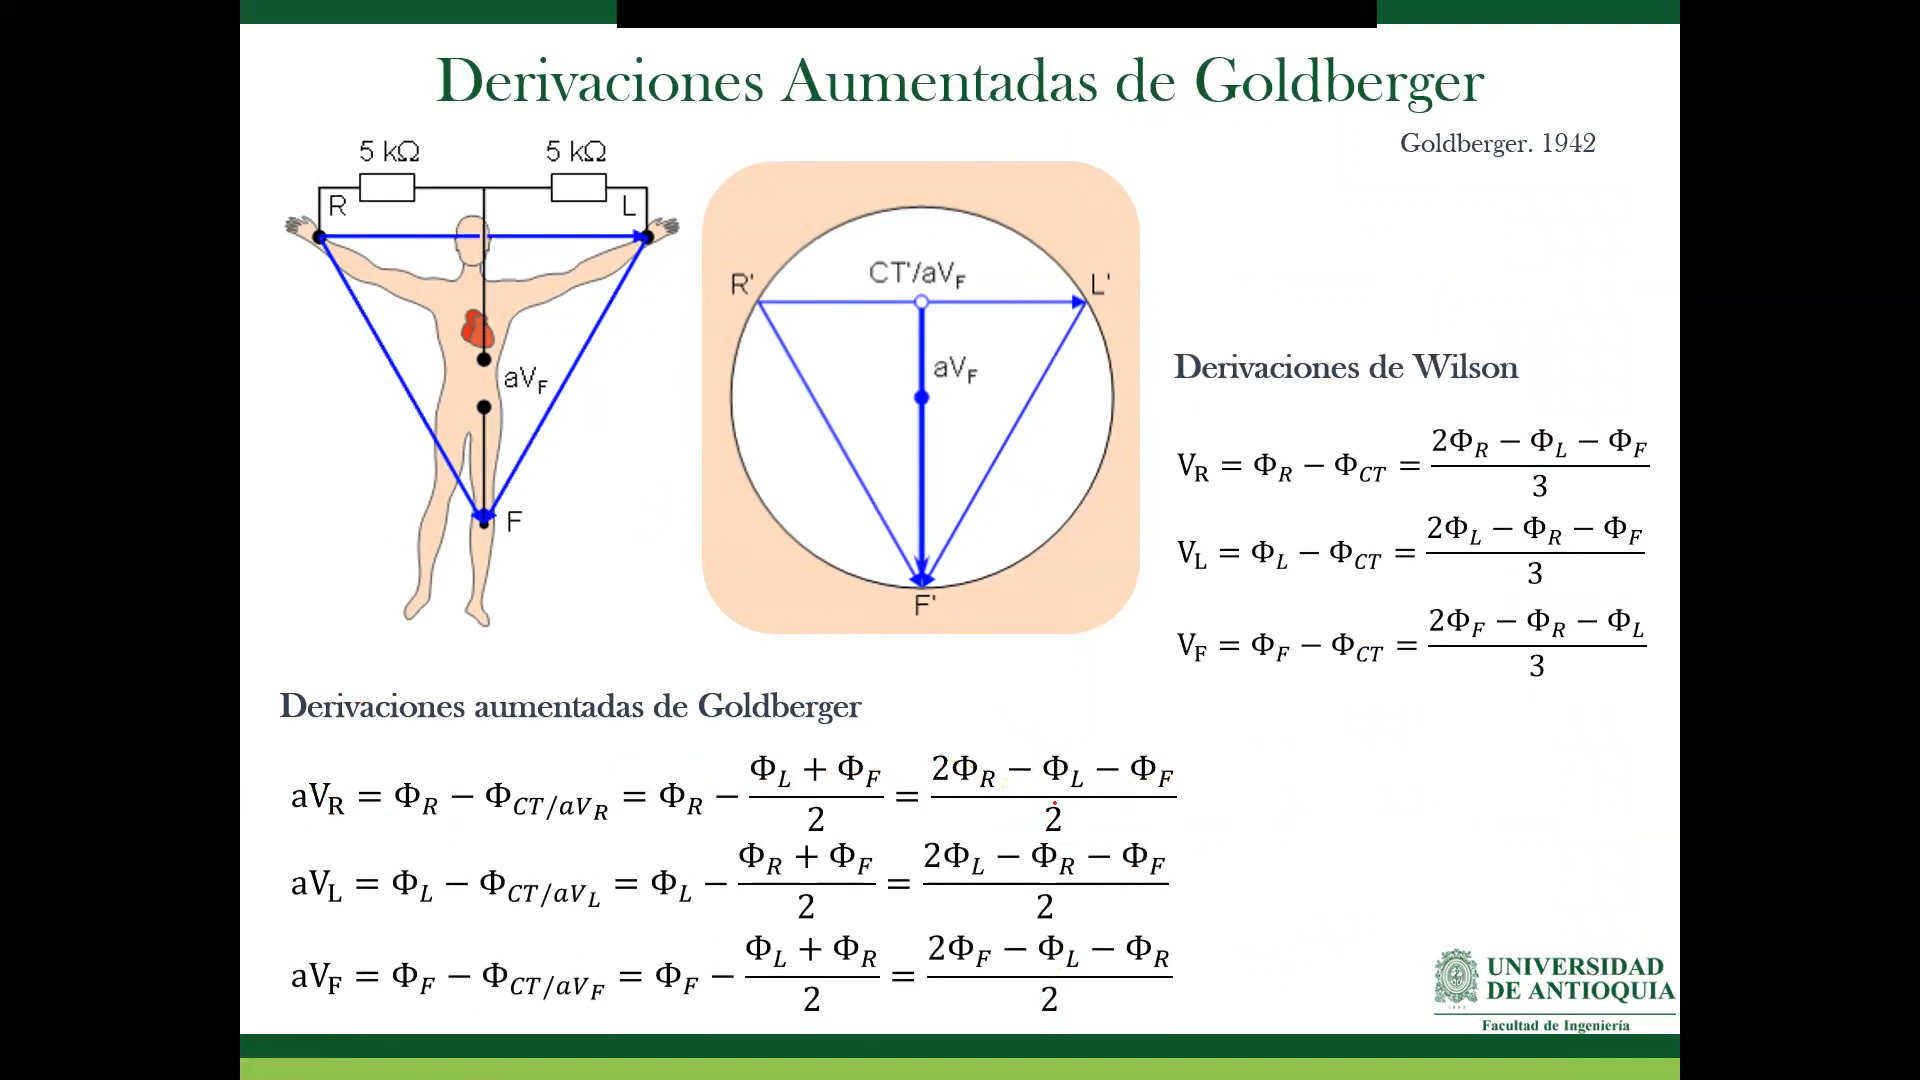 Derivaciones Aumentadas de Goldberger
Goldberger. 1942
5 kΩ 5 kΩ
R L
aV_F
F
CT'/aV_F
R' L'
aV_F
F'
Derivaciones de Wilson
V_R = Φ_R − Φ_CT = (2Φ_R − Φ_L − Φ_F)/3
V_L = Φ_L − Φ_CT = (2Φ_L − Φ_R − Φ_F)/3
V_F = Φ_F − Φ_CT = (2Φ_F − Φ_R − Φ_L)/3
Derivaciones aumentadas de Goldberger
aV_R = Φ_R − Φ_CT/aV_R = Φ_R − (Φ_L + Φ_F)/2 = (2Φ_R − Φ_L − Φ_F)/2
aV_L = Φ_L − Φ_CT/aV_L = Φ_L − (Φ_R + Φ_F)/2 = (2Φ_L − Φ_R − Φ_F)/2
aV_F = Φ_F − Φ_CT/aV_F = Φ_F − (Φ_L + Φ_R)/2 = (2Φ_F − Φ_L − Φ_R)/2
UNIVERSIDAD
DE ANTIOQUIA
Facultad de Ingeniería